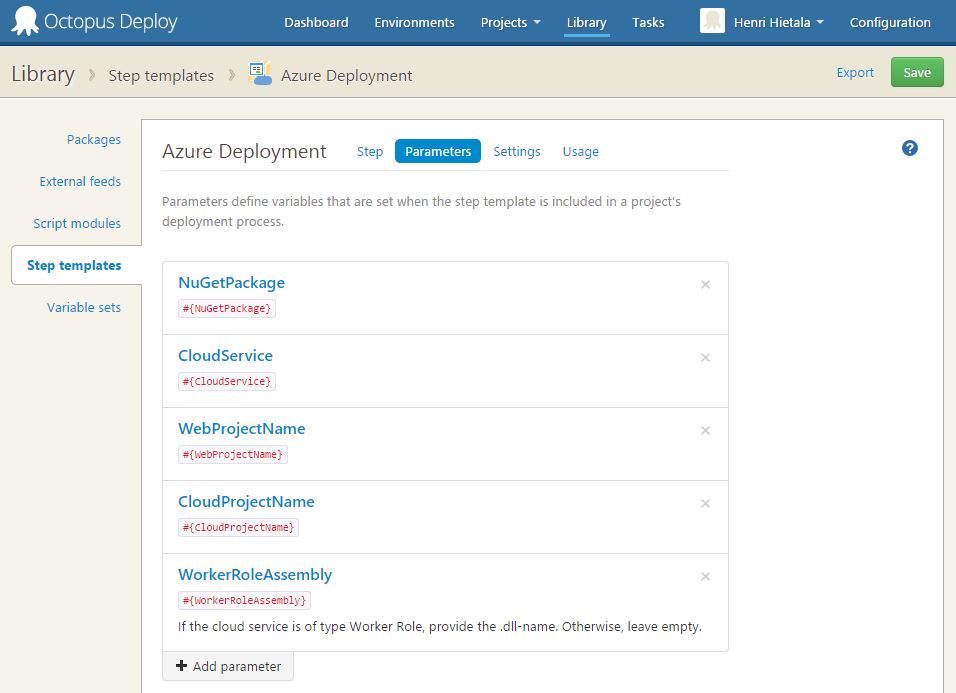 Octopus Deploy Dashboard Environments Projects Library Tasks Henri Hietala Configuration
Library Step templates Azure Deployment Export Save
Packages
External feeds
Script modules
Step templates
Variable sets
Azure Deployment Step Parameters Settings Usage ?
Parameters define variables that are set when the step template is included in a project's
deployment process.
NuGetPackage
#{NuGetPackage}
CloudService
#{CloudService}
WebProjectName
#{WebProjectName}
CloudProjectName
#{CloudProjectName}
WorkerRoleAssembly
#{WorkerRoleAssembly}
If the cloud service is of type Worker Role, provide the .dll-name. Otherwise, leave empty.
Add parameter